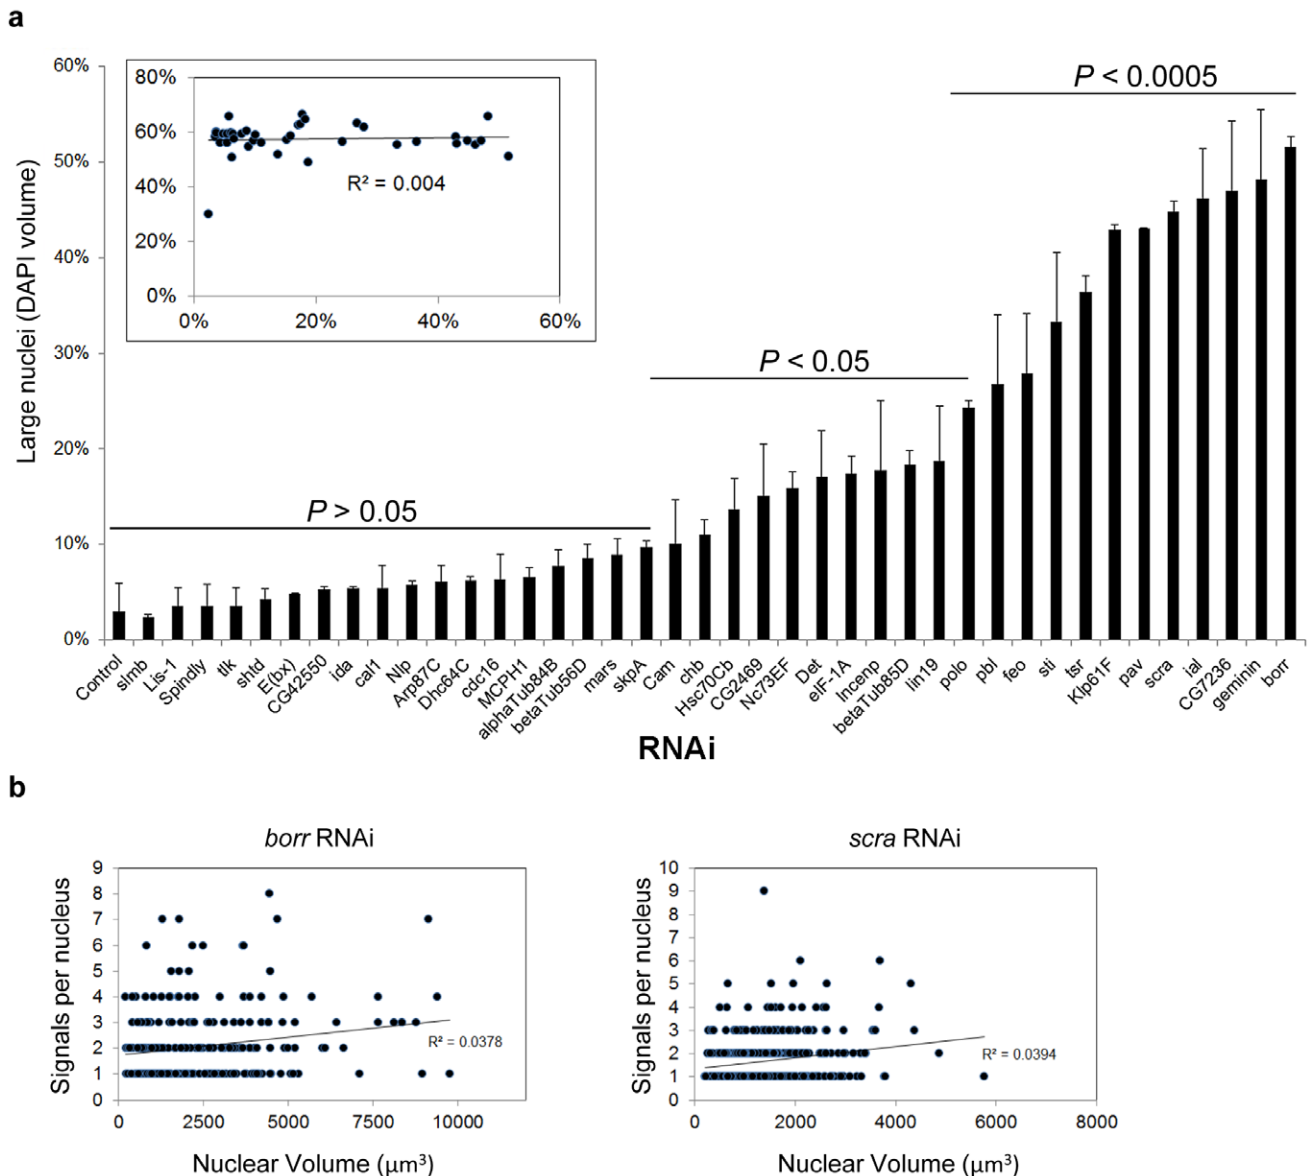 a
Large nuclei (DAPI volume)
60%
50%
40%
30%
20%
10%
0%
80%
60%
40%
20%
0%
R² = 0.004
0% 20% 40% 60%
P > 0.05
P < 0.05
P < 0.0005
Control
slmb
Lis-1
Spindly
tlk
shtd
E(bx)
CG42550
ida
cal1
Nlp
Arp87C
Dhc64C
cdc16
MCPH1
alphaTub84B
betaTub56D
mars
skpA
Cam
chb
Hsc70Cb
CG2469
Nc73EF
Det
eIF-1A
Incenp
betaTub85D
lin19
polo
pbl
feo
sti
tsr
Klp61F
pav
scra
ial
CG7236
geminin
borr
RNAi
b
borr RNAi
Signals per nucleus
9
8
7
6
5
4
3
2
1
0
R² = 0.0378
0 2500 5000 7500 10000
Nuclear Volume (µm³)
scra RNAi
Signals per nucleus
10
9
8
7
6
5
4
3
2
1
0
R² = 0.0394
0 2000 4000 6000 8000
Nuclear Volume (µm³)